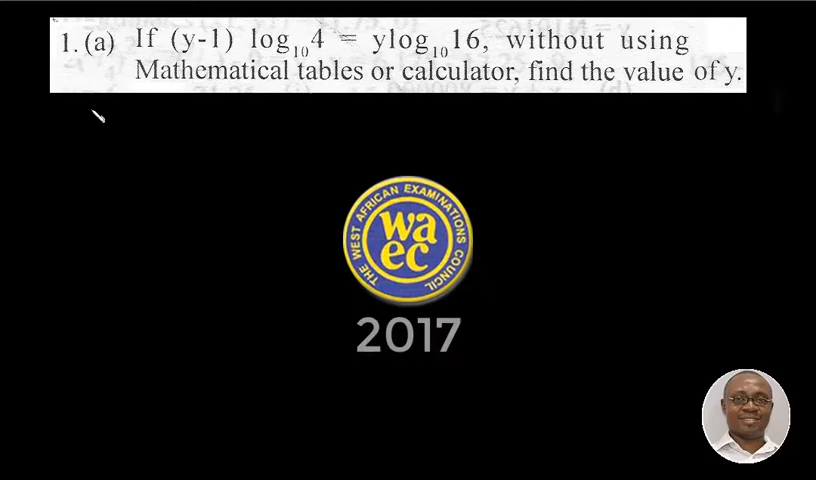 1. (a) If (y-1) log₁₀4 = ylog₁₀16, without using
Mathematical tables or calculator, find the value of y.
THE WEST AFRICAN EXAMINATIONS COUNCIL
wa
ec
2017